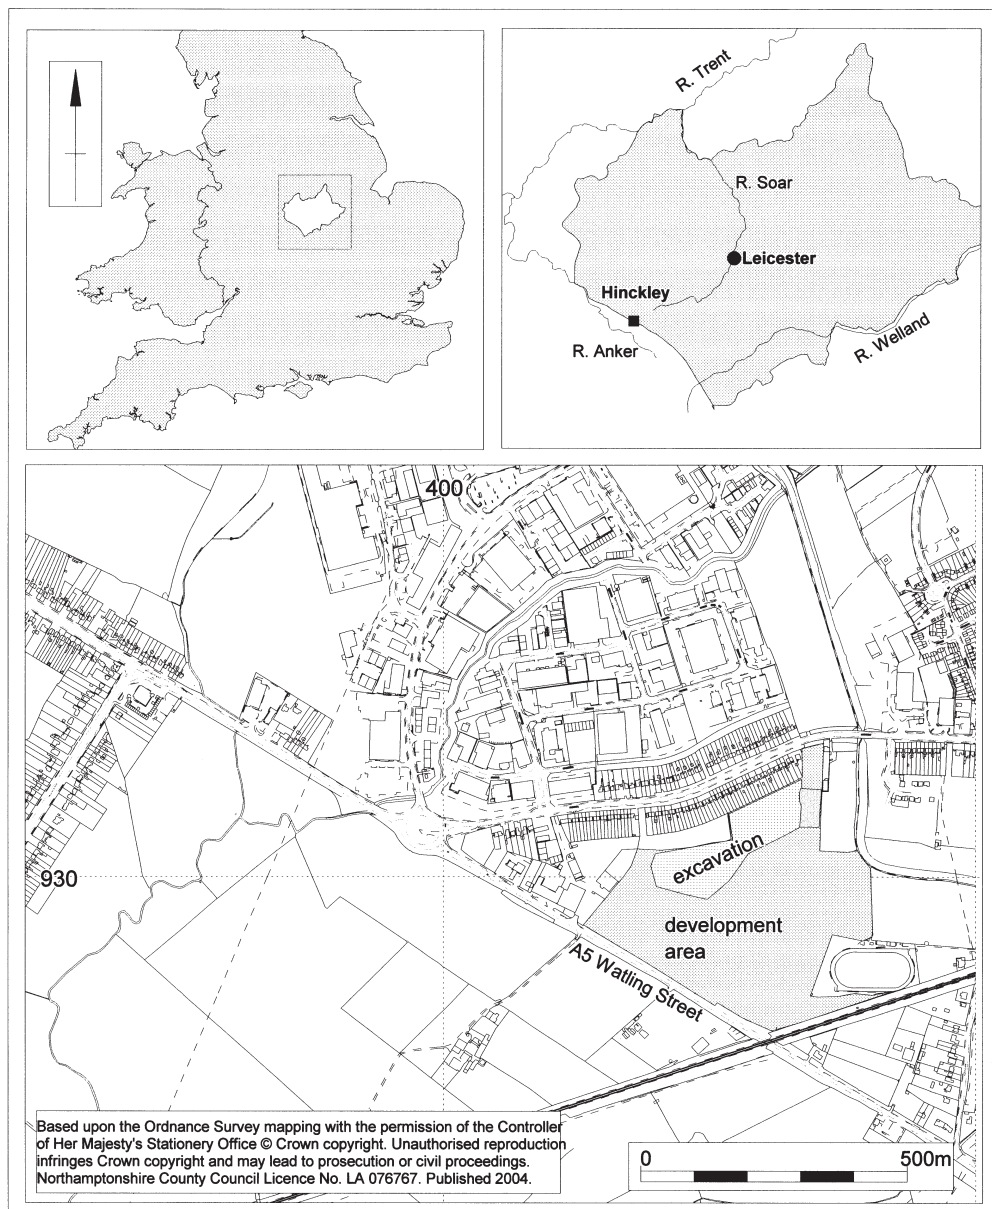 R. Trent
R. Soar
Leicester
Hinckley
R. Anker
R. Welland
400
930
excavation
development
area
A5 Watling Street
Based upon the Ordnance Survey mapping with the permission of the Controller
of Her Majesty's Stationery Office © Crown copyright. Unauthorised reproduction
infringes Crown copyright and may lead to prosecution or civil proceedings.
Northamptonshire County Council Licence No. LA 076767. Published 2004.
0 500m